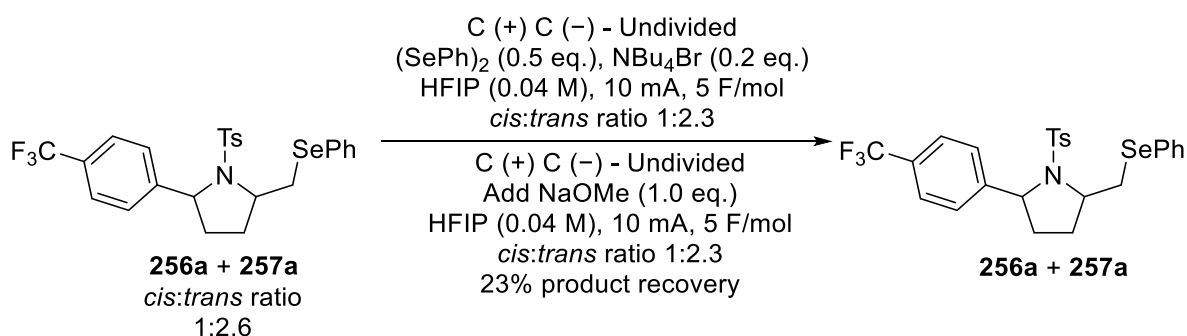 C (+) C (−) - Undivided
(SePh)2 (0.5 eq.), NBu4Br (0.2 eq.)
HFIP (0.04 M), 10 mA, 5 F/mol
cis:trans ratio 1:2.3
F3C
Ts
N
SePh
256a + 257a
cis:trans ratio
1:2.6
C (+) C (−) - Undivided
Add NaOMe (1.0 eq.)
HFIP (0.04 M), 10 mA, 5 F/mol
cis:trans ratio 1:2.3
23% product recovery
F3C
Ts
N
SePh
256a + 257a